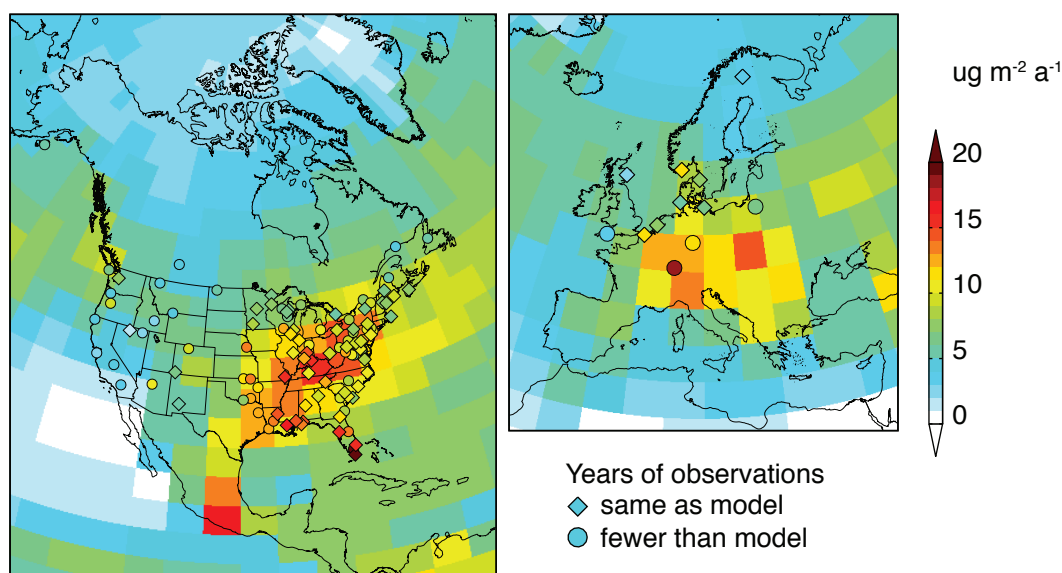 ug m-2 a-1
20
15
10
5
0
Years of observations
same as model
fewer than model